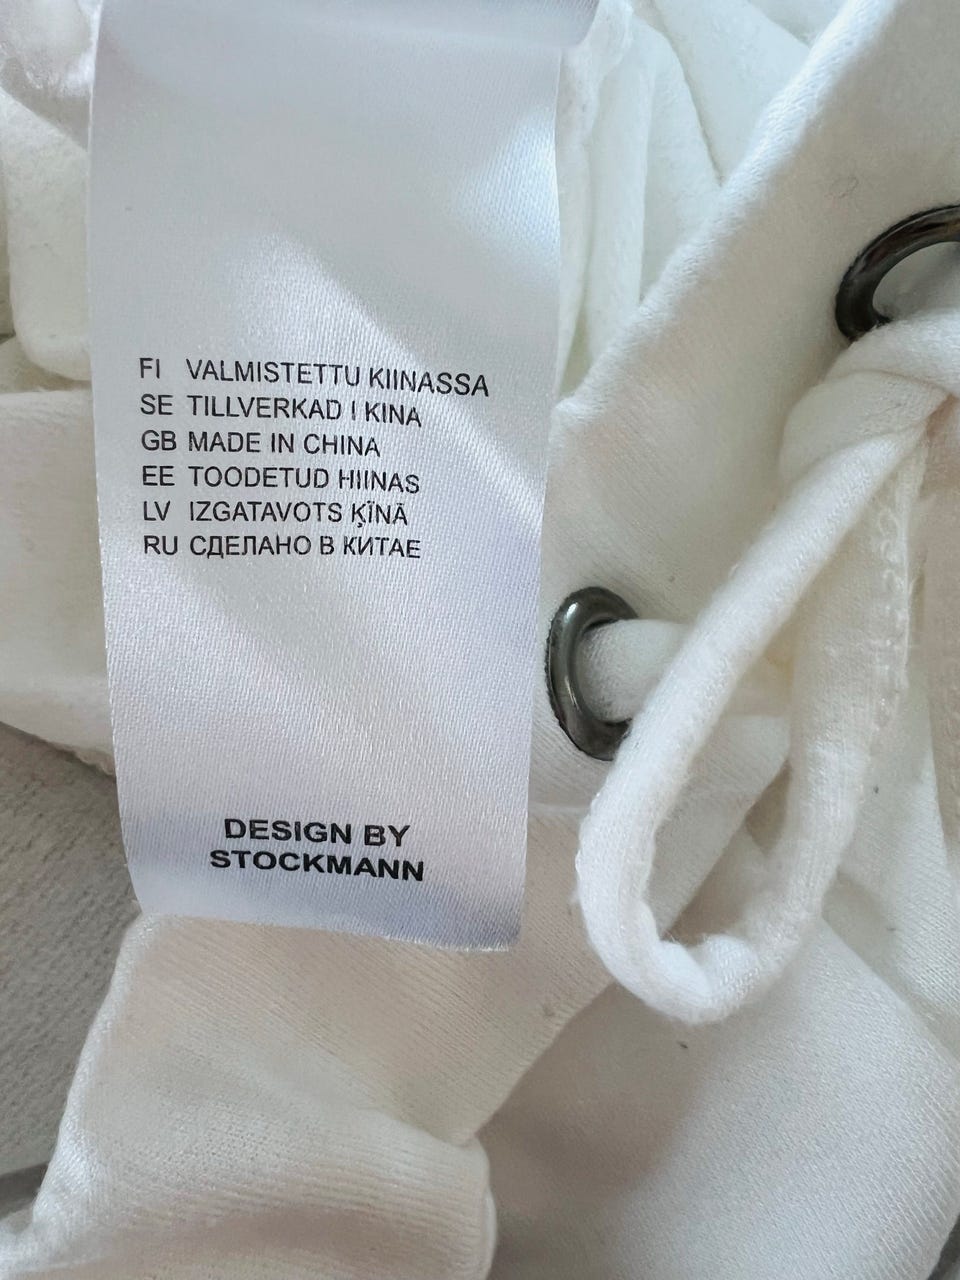 FI VALMISTETTU KIINASSA
SE TILLVERKAD I KINA
GB MADE IN CHINA
EE TOODETUD HIINAS
LV IZGATAVOTS ĶĪNĀ
RU СДЕЛАНО В КИТАЕ
DESIGN BY
STOCKMANN